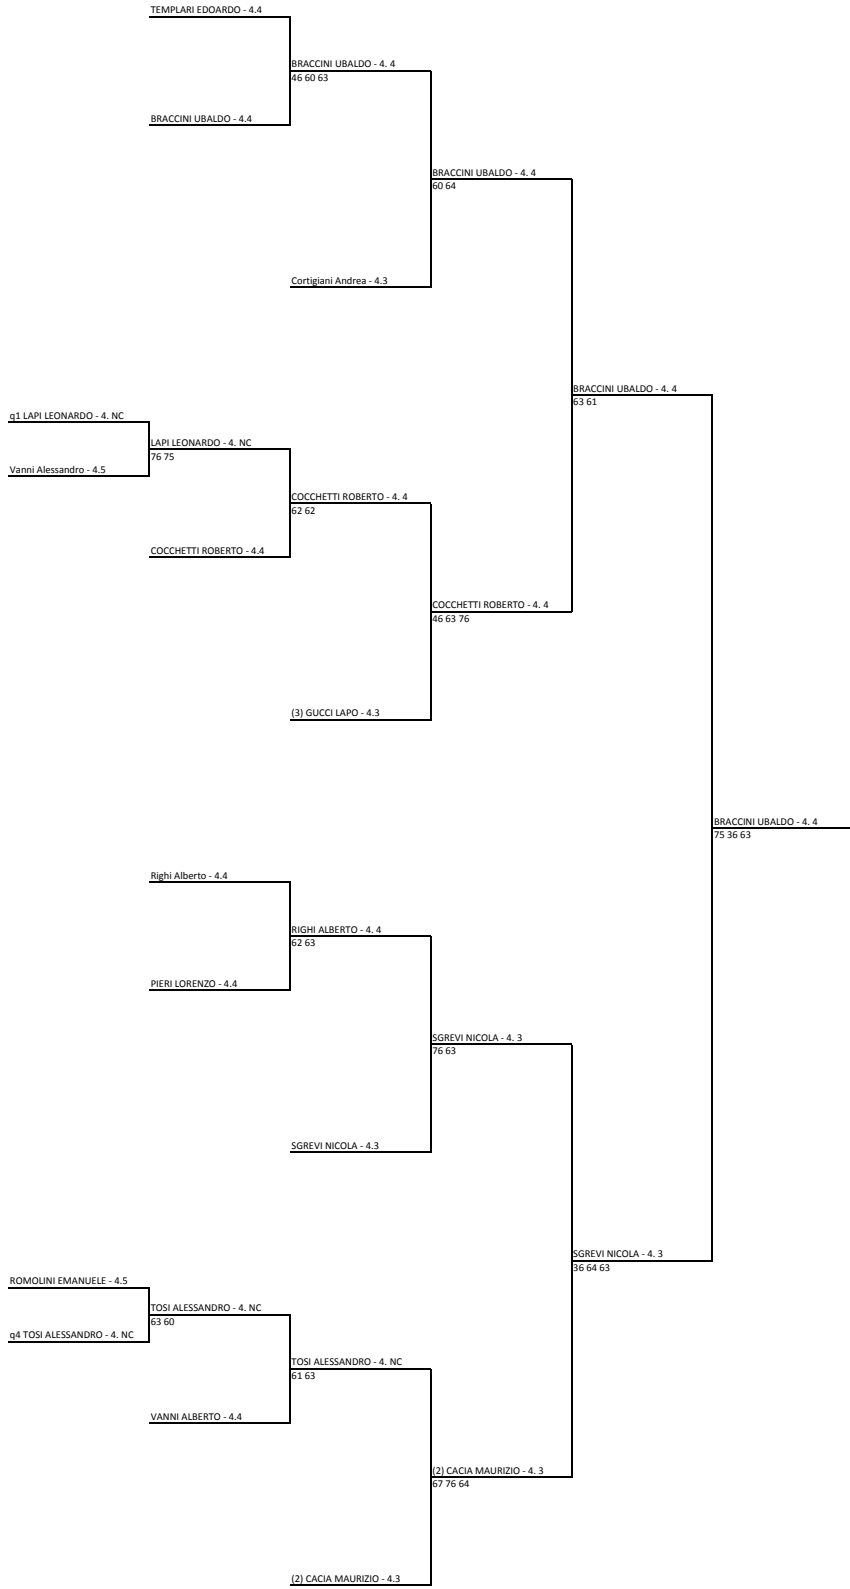 TEMPLARI EDOARDO - 4.4
BRACCINI UBALDO - 4. 4
46 60 63
BRACCINI UBALDO - 4.4
BRACCINI UBALDO - 4. 4
60 64
Cortigiani Andrea - 4.3
BRACCINI UBALDO - 4. 4
63 61
q1 LAPI LEONARDO - 4. NC
LAPI LEONARDO - 4. NC
76 75
Vanni Alessandro - 4.5
COCCHETTI ROBERTO - 4. 4
62 62
COCCHETTI ROBERTO - 4.4
COCCHETTI ROBERTO - 4. 4
46 63 76
(3) GUCCI LAPO - 4.3
BRACCINI UBALDO - 4. 4
75 36 63
Righi Alberto - 4.4
RIGHI ALBERTO - 4. 4
62 63
PIERI LORENZO - 4.4
SGREVI NICOLA - 4. 3
76 63
SGREVI NICOLA - 4.3
SGREVI NICOLA - 4. 3
36 64 63
ROMOLINI EMANUELE - 4.5
TOSI ALESSANDRO - 4. NC
63 60
q4 TOSI ALESSANDRO - 4. NC
TOSI ALESSANDRO - 4. NC
61 63
VANNI ALBERTO - 4.4
(2) CACIA MAURIZIO - 4. 3
67 76 64
(2) CACIA MAURIZIO - 4.3